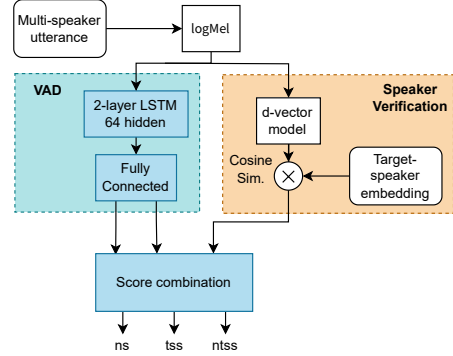 Multi-speaker
utterance
logMel
VAD
2-layer LSTM
64 hidden
Fully
Connected
Speaker
Verification
d-vector
model
Cosine
Sim.
Target-
speaker
embedding
Score combination
ns
tss
ntss